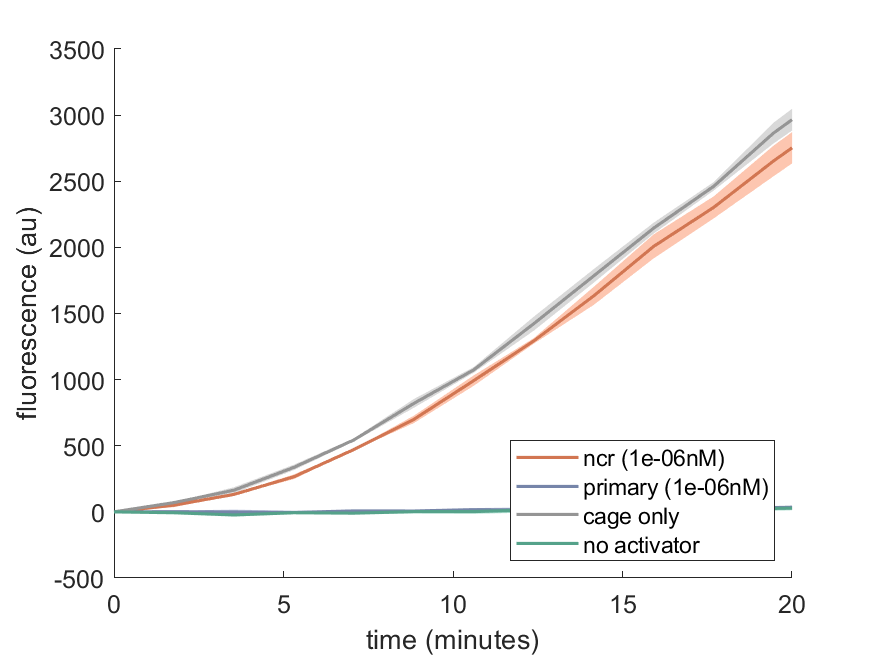 3500
3000
2500
2000
1500
1000
500
0
-500
fluorescence (au)
ncr (1e-06nM)
primary (1e-06nM)
cage only
no activator
0 5 10 15 20
time (minutes)